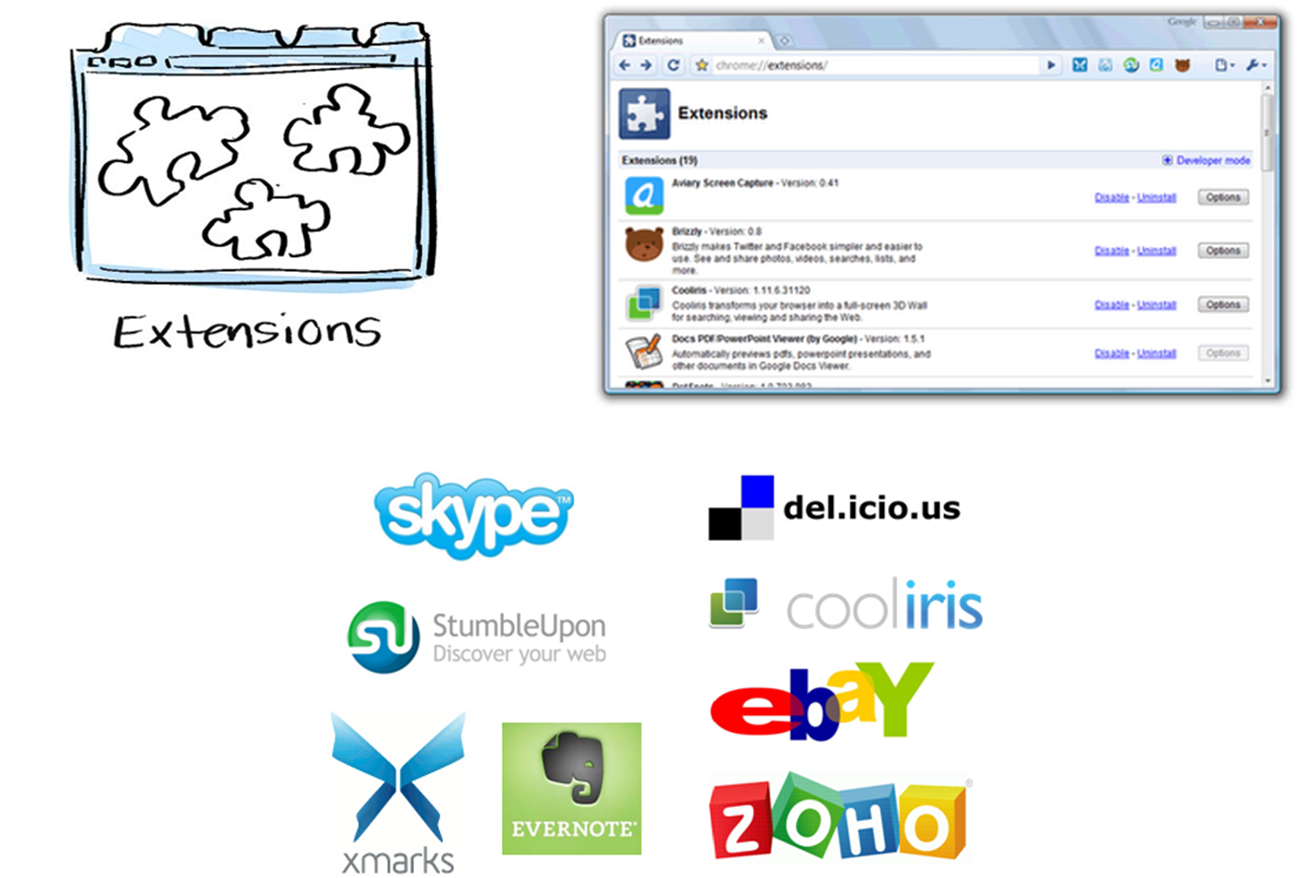 Extensions
Google
Extensions
chrome://extensions/
Extensions
Extensions (19)
Developer mode
Aviary Screen Capture - Version: 0.41
Disable - Uninstall
Options
Brizzly - Version: 0.8
Brizzly makes Twitter and Facebook simpler and easier to
use. See and share photos, videos, searches, lists, and
more.
Disable - Uninstall
Options
Cooliris - Version: 1.11.6.31120
Cooliris transforms your browser into a full-screen 3D Wall
for searching, viewing and sharing the Web.
Disable - Uninstall
Options
Docs PDF/PowerPoint Viewer (by Google) - Version: 1.5.1
Automatically previews pdfs, powerpoint presentations, and
other documents in Google Docs Viewer.
Disable - Uninstall
Options
skype™
del.icio.us
StumbleUpon
Discover your web
cooliris
ebay
xmarks
EVERNOTE®
ZOHO®